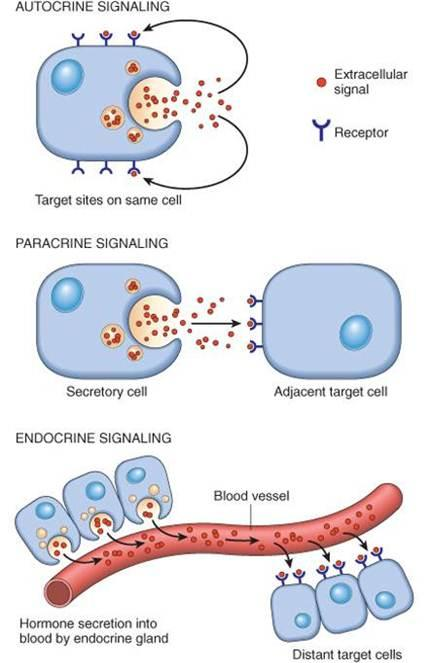 AUTOCRINE SIGNALING
Extracellular
signal
Receptor
Target sites on same cell
PARACRINE SIGNALING
Secretory cell
Adjacent target cell
ENDOCRINE SIGNALING
Blood vessel
Hormone secretion into
blood by endocrine gland
Distant target cells